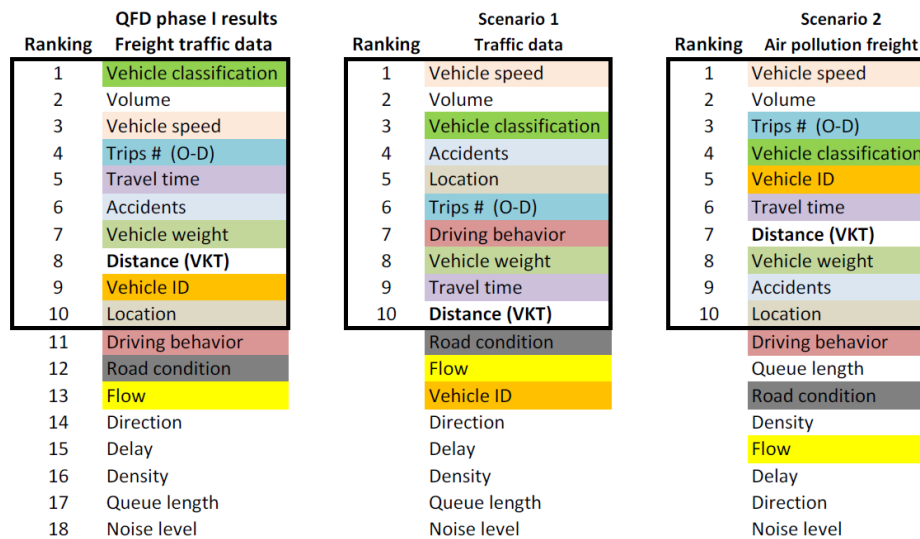 QFD phase I results Scenario 1 Scenario 2
Ranking Freight traffic data Ranking Traffic data Ranking Air pollution freight
1 Vehicle classification 1 Vehicle speed 1 Vehicle speed
2 Volume 2 Volume 2 Volume
3 Vehicle speed 3 Vehicle classification 3 Trips # (O-D)
4 Trips # (O-D) 4 Accidents 4 Vehicle classification
5 Travel time 5 Location 5 Vehicle ID
6 Accidents 6 Trips # (O-D) 6 Travel time
7 Vehicle weight 7 Driving behavior 7 Distance (VKT)
8 Distance (VKT) 8 Vehicle weight 8 Vehicle weight
9 Vehicle ID 9 Travel time 9 Accidents
10 Location 10 Distance (VKT) 10 Location
11 Driving behavior Road condition Driving behavior
12 Road condition Flow Queue length
13 Flow Vehicle ID Road condition
14 Direction Direction Density
15 Delay Delay Flow
16 Density Density Delay
17 Queue length Queue length Direction
18 Noise level Noise level Noise level